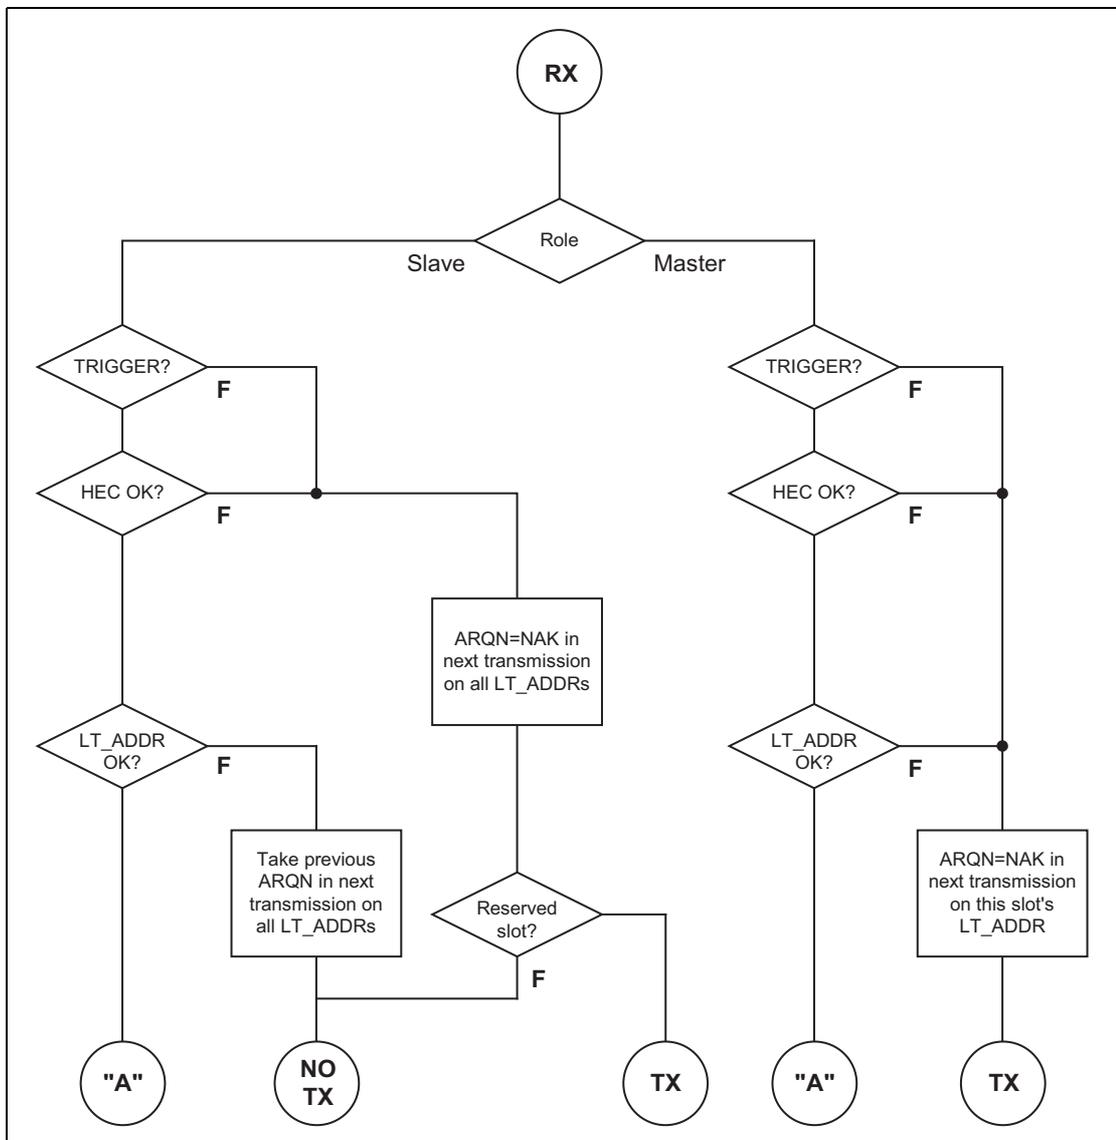 RX
Role
Slave
Master
TRIGGER?
F
TRIGGER?
F
HEC OK?
F
HEC OK?
F
ARQN=NAK in
next transmission
on all LT_ADDRs
LT_ADDR
OK?
F
LT_ADDR
OK?
F
Take previous
ARQN in next
transmission on
all LT_ADDRs
Reserved
slot?
F
ARQN=NAK in
next transmission
on this slot's
LT_ADDR
"A"
NO
TX
TX
"A"
TX